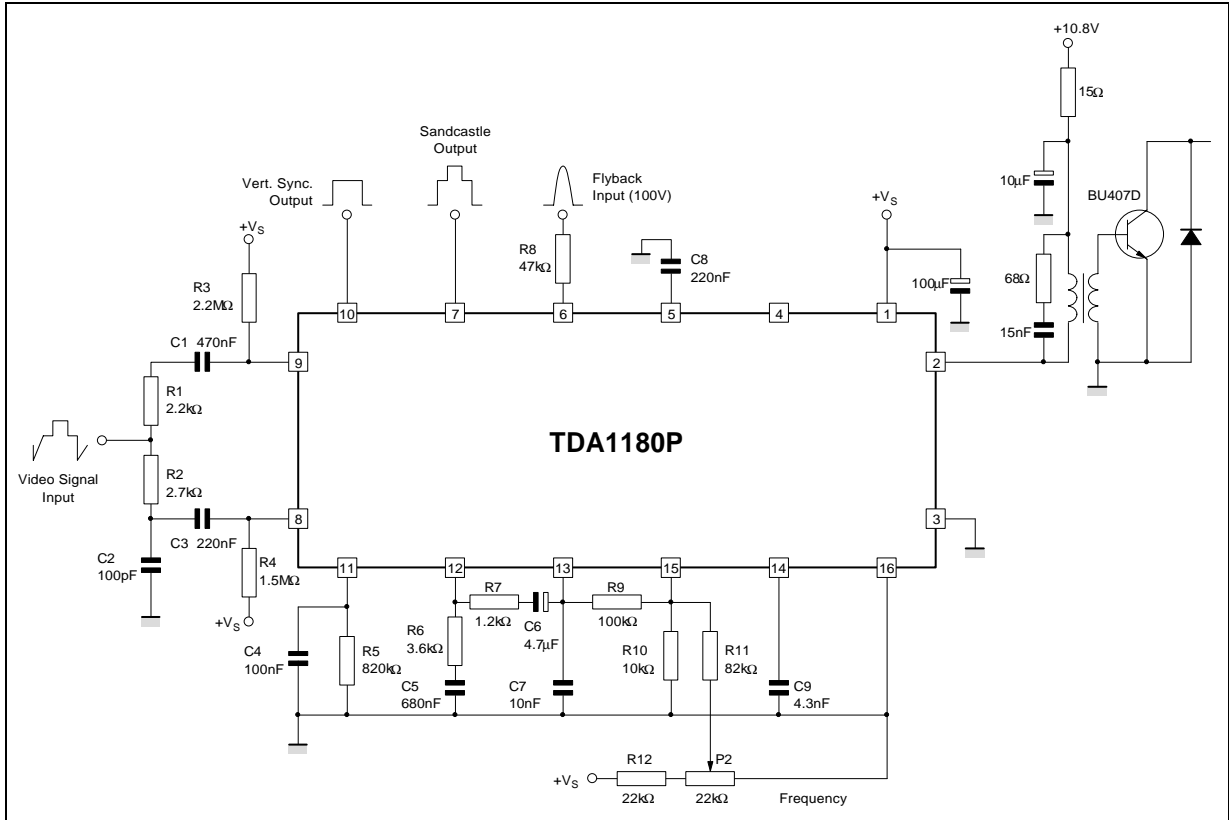 +10.8V
15Ω
Sandcastle
Output
Vert. Sync.
Output
Flyback
Input (100V)
+VS
10μF
BU407D
+VS
R3
2.2MΩ
R8
47kΩ
C8
220nF
100μF
68Ω
15nF
10
7
6
5
4
1
C1 470nF
9
2
R1
2.2kΩ
TDA1180P
Video Signal
Input
R2
2.7kΩ
8
3
C3 220nF
C2
100pF
R4
1.5MΩ
+VS
11
12
13
15
14
16
R7
1.2kΩ
C6
4.7μF
R9
100kΩ
R6
3.6kΩ
C4
100nF
R5
820kΩ
R10
10kΩ
R11
82kΩ
C5
680nF
C7
10nF
C9
4.3nF
R12
P2
+VS
22kΩ
22kΩ
Frequency